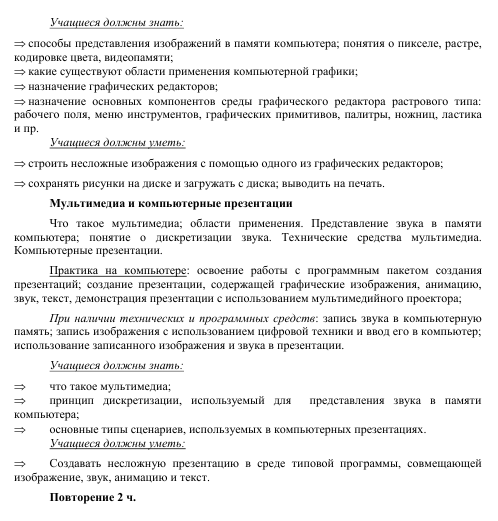 Учащиеся должны знать:
⇒ способы представления изображений в памяти компьютера; понятия о пикселе, растре,
кодировке цвета, видеопамяти;
⇒ какие существуют области применения компьютерной графики;
⇒ назначение графических редакторов;
⇒ назначение основных компонентов среды графического редактора растрового типа:
рабочего поля, меню инструментов, графических примитивов, палитры, ножниц, ластика
и пр.
Учащиеся должны уметь:
⇒ строить несложные изображения с помощью одного из графических редакторов;
⇒ сохранять рисунки на диске и загружать с диска; выводить на печать.
Мультимедиа и компьютерные презентации
Что такое мультимедиа; области применения. Представление звука в памяти
компьютера; понятие о дискретизации звука. Технические средства мультимедиа.
Компьютерные презентации.
Практика на компьютере: освоение работы с программным пакетом создания
презентаций; создание презентации, содержащей графические изображения, анимацию,
звук, текст, демонстрация презентации с использованием мультимедийного проектора;
При наличии технических и программных средств: запись звука в компьютерную
память; запись изображения с использованием цифровой техники и ввод его в компьютер;
использование записанного изображения и звука в презентации.
Учащиеся должны знать:
⇒ что такое мультимедиа;
⇒ принцип дискретизации, используемый для представления звука в памяти
компьютера;
⇒ основные типы сценариев, используемых в компьютерных презентациях.
Учащиеся должны уметь:
⇒ Создавать несложную презентацию в среде типовой программы, совмещающей
изображение, звук, анимацию и текст.
Повторение 2 ч.